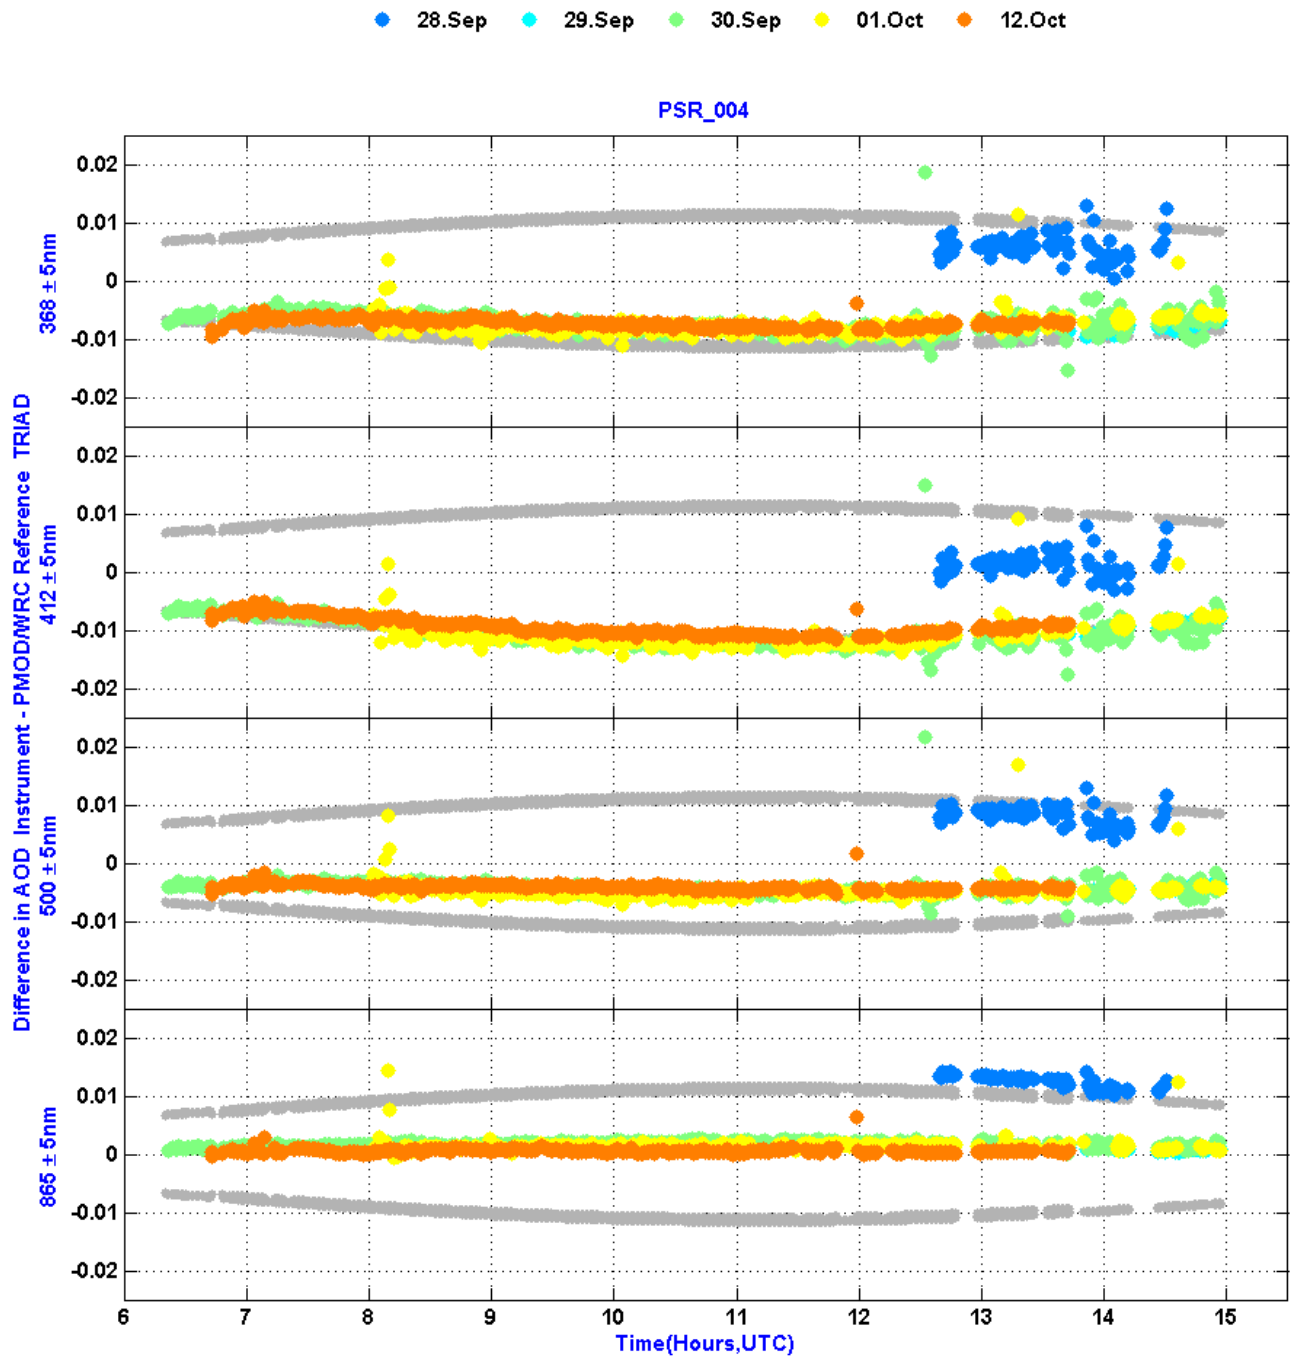 28.Sep 29.Sep 30.Sep 01.Oct 12.Oct
PSR_004
Difference in AOD Instrument - PMOD/WRC Reference TRIAD
368 ± 5nm
0.02
0.01
0
-0.01
-0.02
412 ± 5nm
0.02
0.01
0
-0.01
-0.02
500 ± 5nm
0.02
0.01
0
-0.01
-0.02
865 ± 5nm
0.02
0.01
0
-0.01
-0.02
6 7 8 9 10 11 12 13 14 15
Time(Hours,UTC)